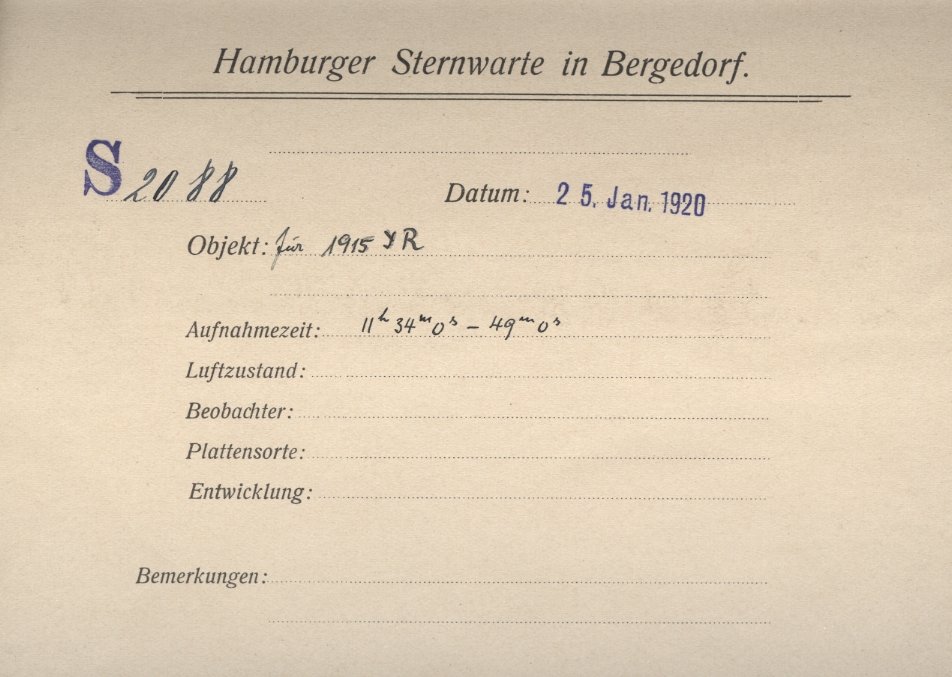 Hamburger Sternwarte in Bergedorf.
S 2088 Datum: 25. Jan. 1920
Objekt: für 1915 YR
Aufnahmezeit: 11h 34m 0s – 49m 0s
Luftzustand:
Beobachter:
Plattensorte:
Entwicklung:
Bemerkungen: